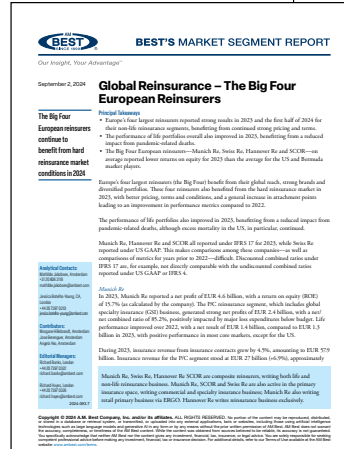 AM BEST
SINCE 1899
BEST'S MARKET SEGMENT REPORT
Our Insight, Your Advantage™
September 2, 2024
Global Reinsurance – The Big Four
European Reinsurers
The Big Four
European reinsurers
continue to
benefit from hard
reinsurance market
conditions in 2024
Principal Takeaways
• Europe's four largest reinsurers reported strong results in 2023 and the first half of 2024 for
their non-life reinsurance segments, benefitting from continued strong pricing and terms.
• The performance of life portfolios overall also improved in 2023, benefitting from a reduced
impact from pandemic-related deaths.
• The Big Four European reinsurers—Munich Re, Swiss Re, Hannover Re and SCOR—on
average reported lower returns on equity for 2023 than the average for the US and Bermuda
market players.
Europe's four largest reinsurers (the Big Four) benefit from their global reach, strong brands and
diversified portfolios. These four reinsurers also benefited from the hard reinsurance market in
2023, with better pricing, terms and conditions, and a general increase in attachment points
leading to an improvement in performance metrics compared to 2022.
The performance of life portfolios also improved in 2023, benefitting from a reduced impact from
pandemic-related deaths, although excess mortality in the US, in particular, continued.
Munich Re, Hannover Re and SCOR all reported under IFRS 17 for 2023, while Swiss Re
reported under US GAAP. This makes comparisons among these companies—as well as
comparisons of metrics for years prior to 2022—difficult. Discounted combined ratios under
IFRS 17 are, for example, not directly comparable with the undiscounted combined ratios
reported under US GAAP or IFRS 4.
Munich Re
In 2023, Munich Re reported a net profit of EUR 4.6 billion, with a return on equity (ROE)
of 15.7% (as calculated by the company). The P/C reinsurance segment, which includes global
specialty insurance (GSI) business, generated strong net profits of EUR 2.4 billion, with a net
combined ratio of 85.2%, positively impacted by major loss expenditures below budget. Life
performance improved over 2022, with a net result of EUR 1.4 billion, compared to EUR 1.3
billion in 2023, with positive performance in most core markets, except for the US.
During 2023, insurance revenue from insurance contracts grew by 4.5%, amounting to EUR 57.9
billion. Insurance revenue for the P/C segment stood at EUR 27 billion (+6.9%), approximately
Munich Re, Swiss Re, Hannover Re SCOR are composite reinsurers, writing both life and
non-life reinsurance business. Munich Re, SCOR and Swiss Re are also active in the primary
insurance space, writing commercial and specialty insurance business; Munich Re also writing
retail primary business via ERGO. Hannover Re writes reinsurance business exclusively.
Analytical Contacts:
Contributors:
Editorial Managers:
Copyright © 2024 A.M. Best Company, Inc. and/or its affiliates. ALL RIGHTS RESERVED.